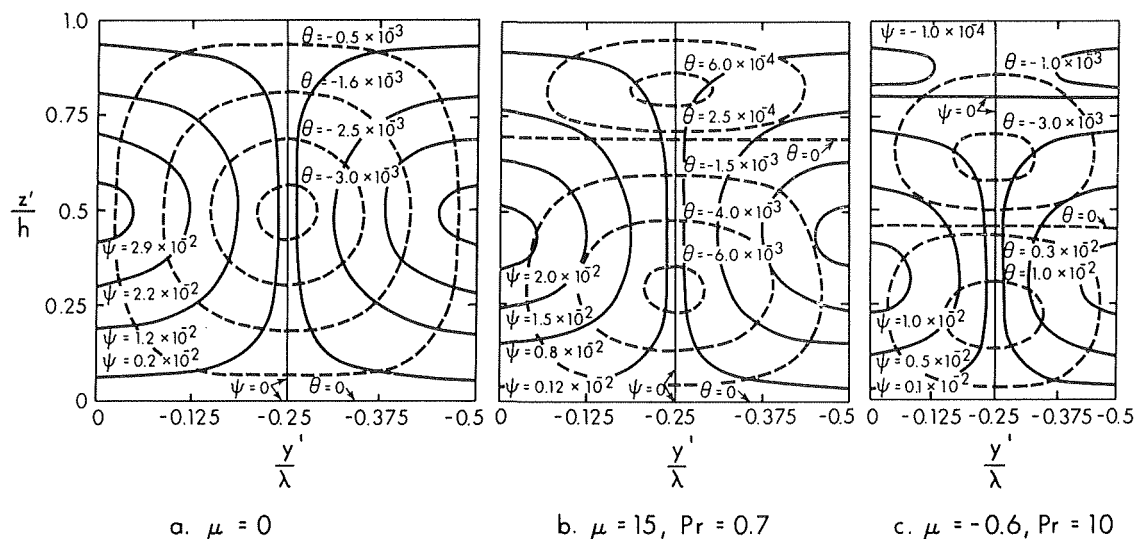 1.0
0.75
z'/h
0.5
0.25
0
θ=-0.5×10⁻³
θ=-1.6×10⁻³
θ=-2.5×10⁻³
θ=-3.0×10⁻³
ψ=2.9×10⁻²
ψ=2.2×10⁻²
ψ=1.2×10⁻²
ψ=0.2×10⁻²
ψ=0
θ=0
0 -0.125 -0.25 -0.375 -0.5
y'/λ
a. μ = 0
θ=6.0×10⁻⁴
θ=2.5×10⁻⁴
θ=0
θ=-1.5×10⁻³
θ=-4.0×10⁻³
θ=-6.0×10⁻³
ψ=2.0×10⁻²
ψ=1.5×10⁻²
ψ=0.8×10⁻²
ψ=0.12×10⁻²
ψ=0
θ=0
0 -0.125 -0.25 -0.375 -0.5
y'/λ
b. μ = 15, Pr = 0.7
ψ=-1.0×10⁻⁴
θ=-1.0×10⁻³
ψ=0
θ=-3.0×10⁻³
θ=0
θ=0.3×10⁻²
θ=1.0×10⁻²
ψ=1.0×10⁻²
ψ=0.5×10⁻²
ψ=0.1×10⁻²
0 -0.125 -0.25 -0.375 -0.5
y'/λ
c. μ = -0.6, Pr = 10